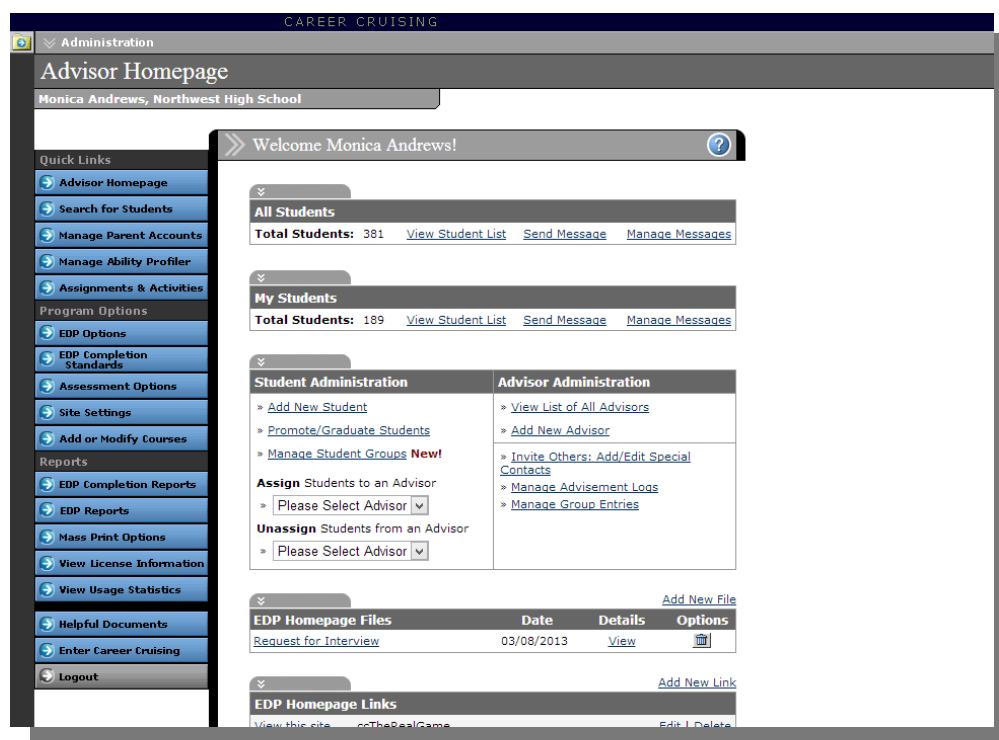 CAREER CRUISING
Administration
Advisor Homepage
Monica Andrews, Northwest High School
Quick Links
Advisor Homepage
Search for Students
Manage Parent Accounts
Manage Ability Profiler
Assignments & Activities
Program Options
EDP Options
EDP Completion
Standards
Assessment Options
Site Settings
Add or Modify Courses
Reports
EDP Completion Reports
EDP Reports
Mass Print Options
View License Information
View Usage Statistics
Helpful Documents
Enter Career Cruising
Logout
Welcome Monica Andrews! ?
All Students
Total Students: 381 View Student List Send Message Manage Messages
My Students
Total Students: 189 View Student List Send Message Manage Messages
Student Administration
» Add New Student
» Promote/Graduate Students
» Manage Student Groups New!
Assign Students to an Advisor
» Please Select Advisor
Unassign Students from an Advisor
» Please Select Advisor
Advisor Administration
» View List of All Advisors
» Add New Advisor
» Invite Others: Add/Edit Special
Contacts
» Manage Advisement Logs
» Manage Group Entries
Add New File
EDP Homepage Files Date Details Options
Request for Interview 03/08/2013 View
Add New Link
EDP Homepage Links
View this site ccTheRealGame Edit | Delete